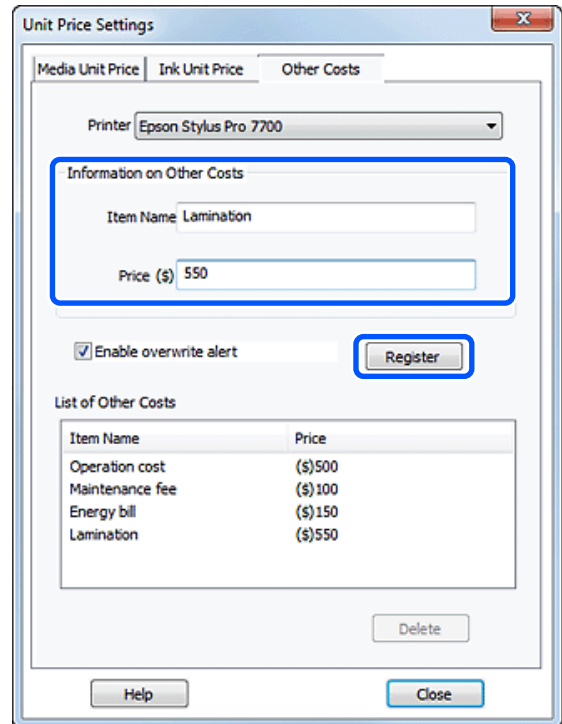 Unit Price Settings
Media Unit Price Ink Unit Price Other Costs
Printer Epson Stylus Pro 7700
Information on Other Costs
Item Name Lamination
Price ($) 550
Enable overwrite alert Register
List of Other Costs
Item Name Price
Operation cost ($)500
Maintenance fee ($)100
Energy bill ($)150
Lamination ($)550
Delete
Help Close